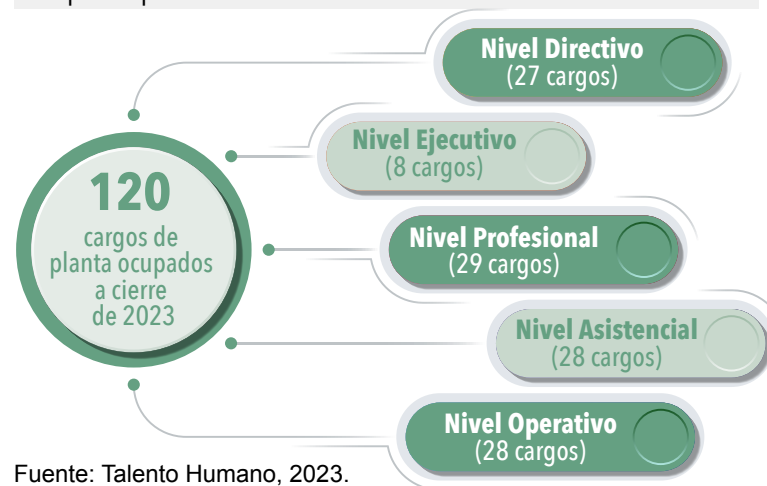 Nivel Directivo
(27 cargos)
Nivel Ejecutivo
(8 cargos)
120
cargos de
planta ocupados
a cierre
de 2023
Nivel Profesional
(29 cargos)
Nivel Asistencial
(28 cargos)
Nivel Operativo
(28 cargos)
Fuente: Talento Humano, 2023.